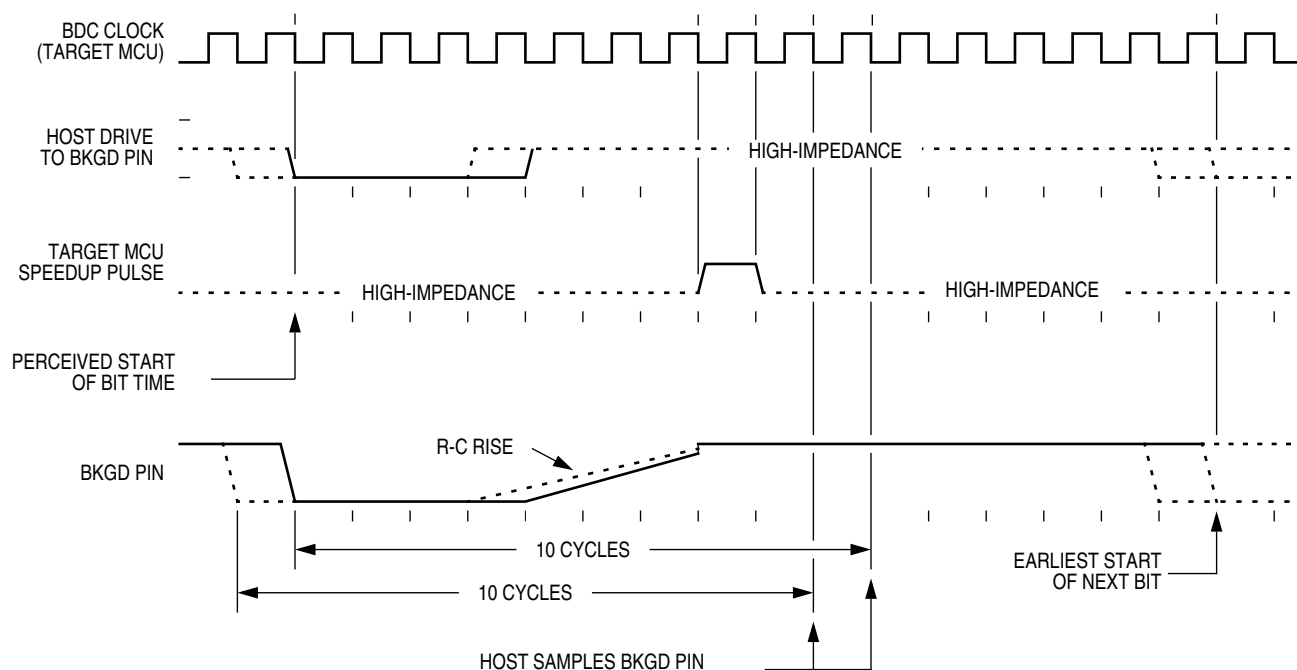 BDC CLOCK
(TARGET MCU)
HOST DRIVE
TO BKGD PIN
HIGH-IMPEDANCE
TARGET MCU
SPEEDUP PULSE
HIGH-IMPEDANCE
HIGH-IMPEDANCE
PERCEIVED START
OF BIT TIME
R-C RISE
BKGD PIN
10 CYCLES
EARLIEST START
OF NEXT BIT
10 CYCLES
HOST SAMPLES BKGD PIN